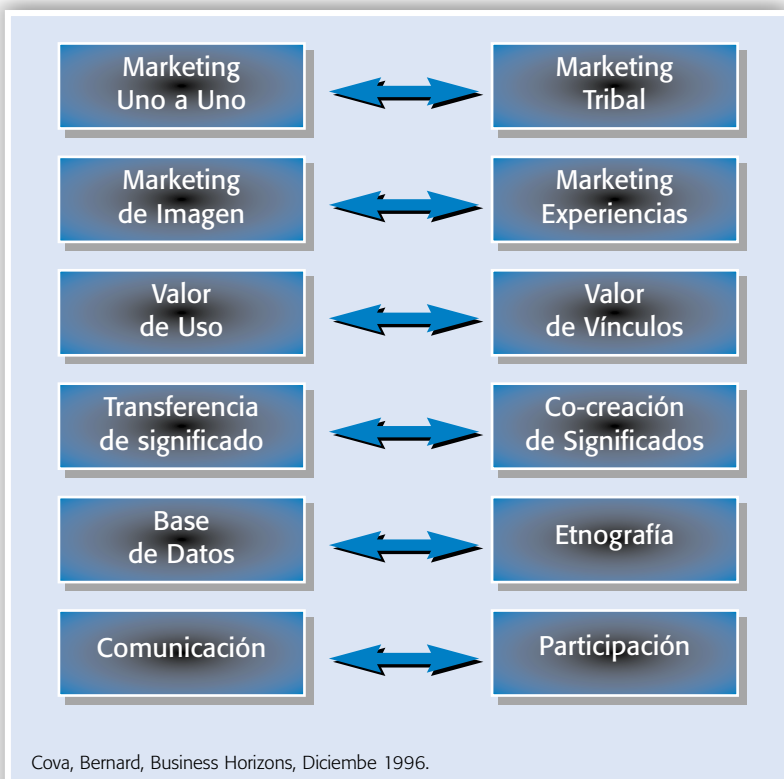 Marketing
Uno a Uno
Marketing
Tribal
Marketing
de Imagen
Marketing
Experiencias
Valor
de Uso
Valor
de Vínculos
Transferencia
de significado
Co-creación
de Significados
Base
de Datos
Etnografía
Comunicación
Participación
Cova, Bernard, Business Horizons, Diciembe 1996.